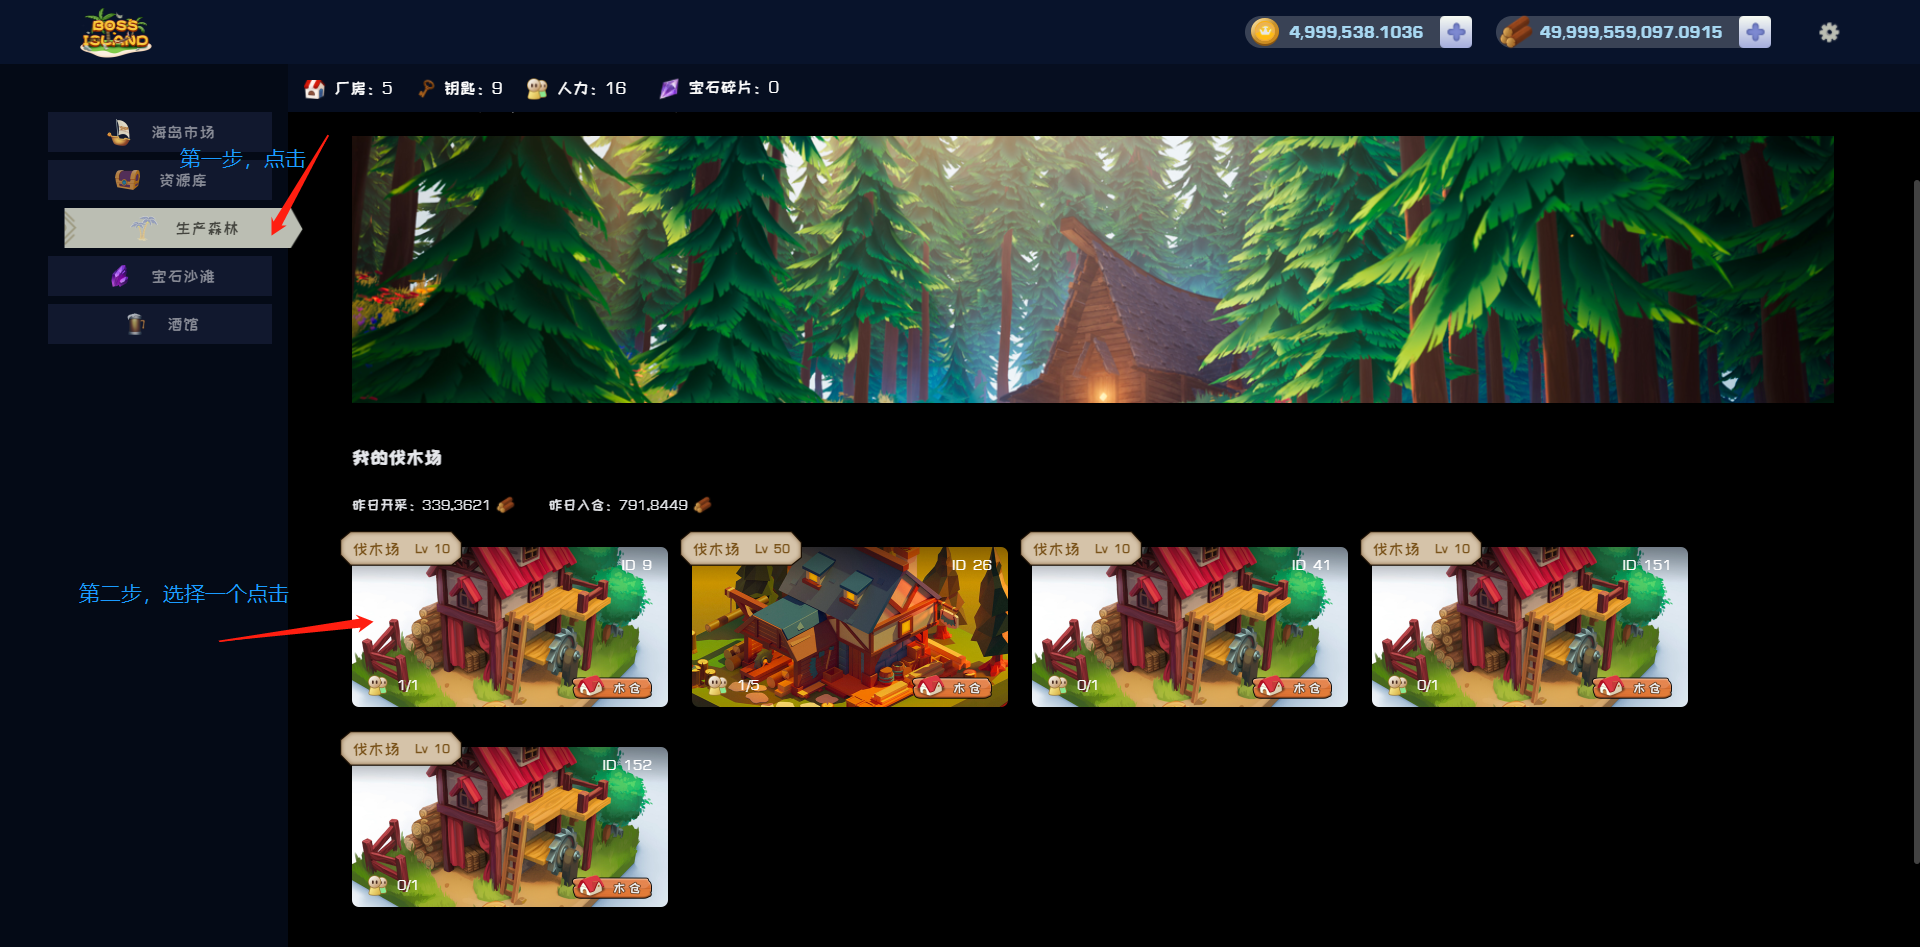 BOSS
ISLAND
4,999,538.1036
49,999,559,097.0915
厂房：5
钥匙：9
人力：16
宝石碎片：0
海岛市场
第一步，点击
资源库
生产森林
宝石沙滩
酒馆
我的伐木场
昨日开采：339.3621
昨日入仓：791.8449
第二步，选择一个点击
伐木场 Lv 10
ID 9
1/1
木仓
伐木场 Lv 50
ID 26
1/5
木仓
伐木场 Lv 10
ID 41
0/1
木仓
伐木场 Lv 10
ID 151
0/1
木仓
伐木场 Lv 10
ID 152
0/1
木仓